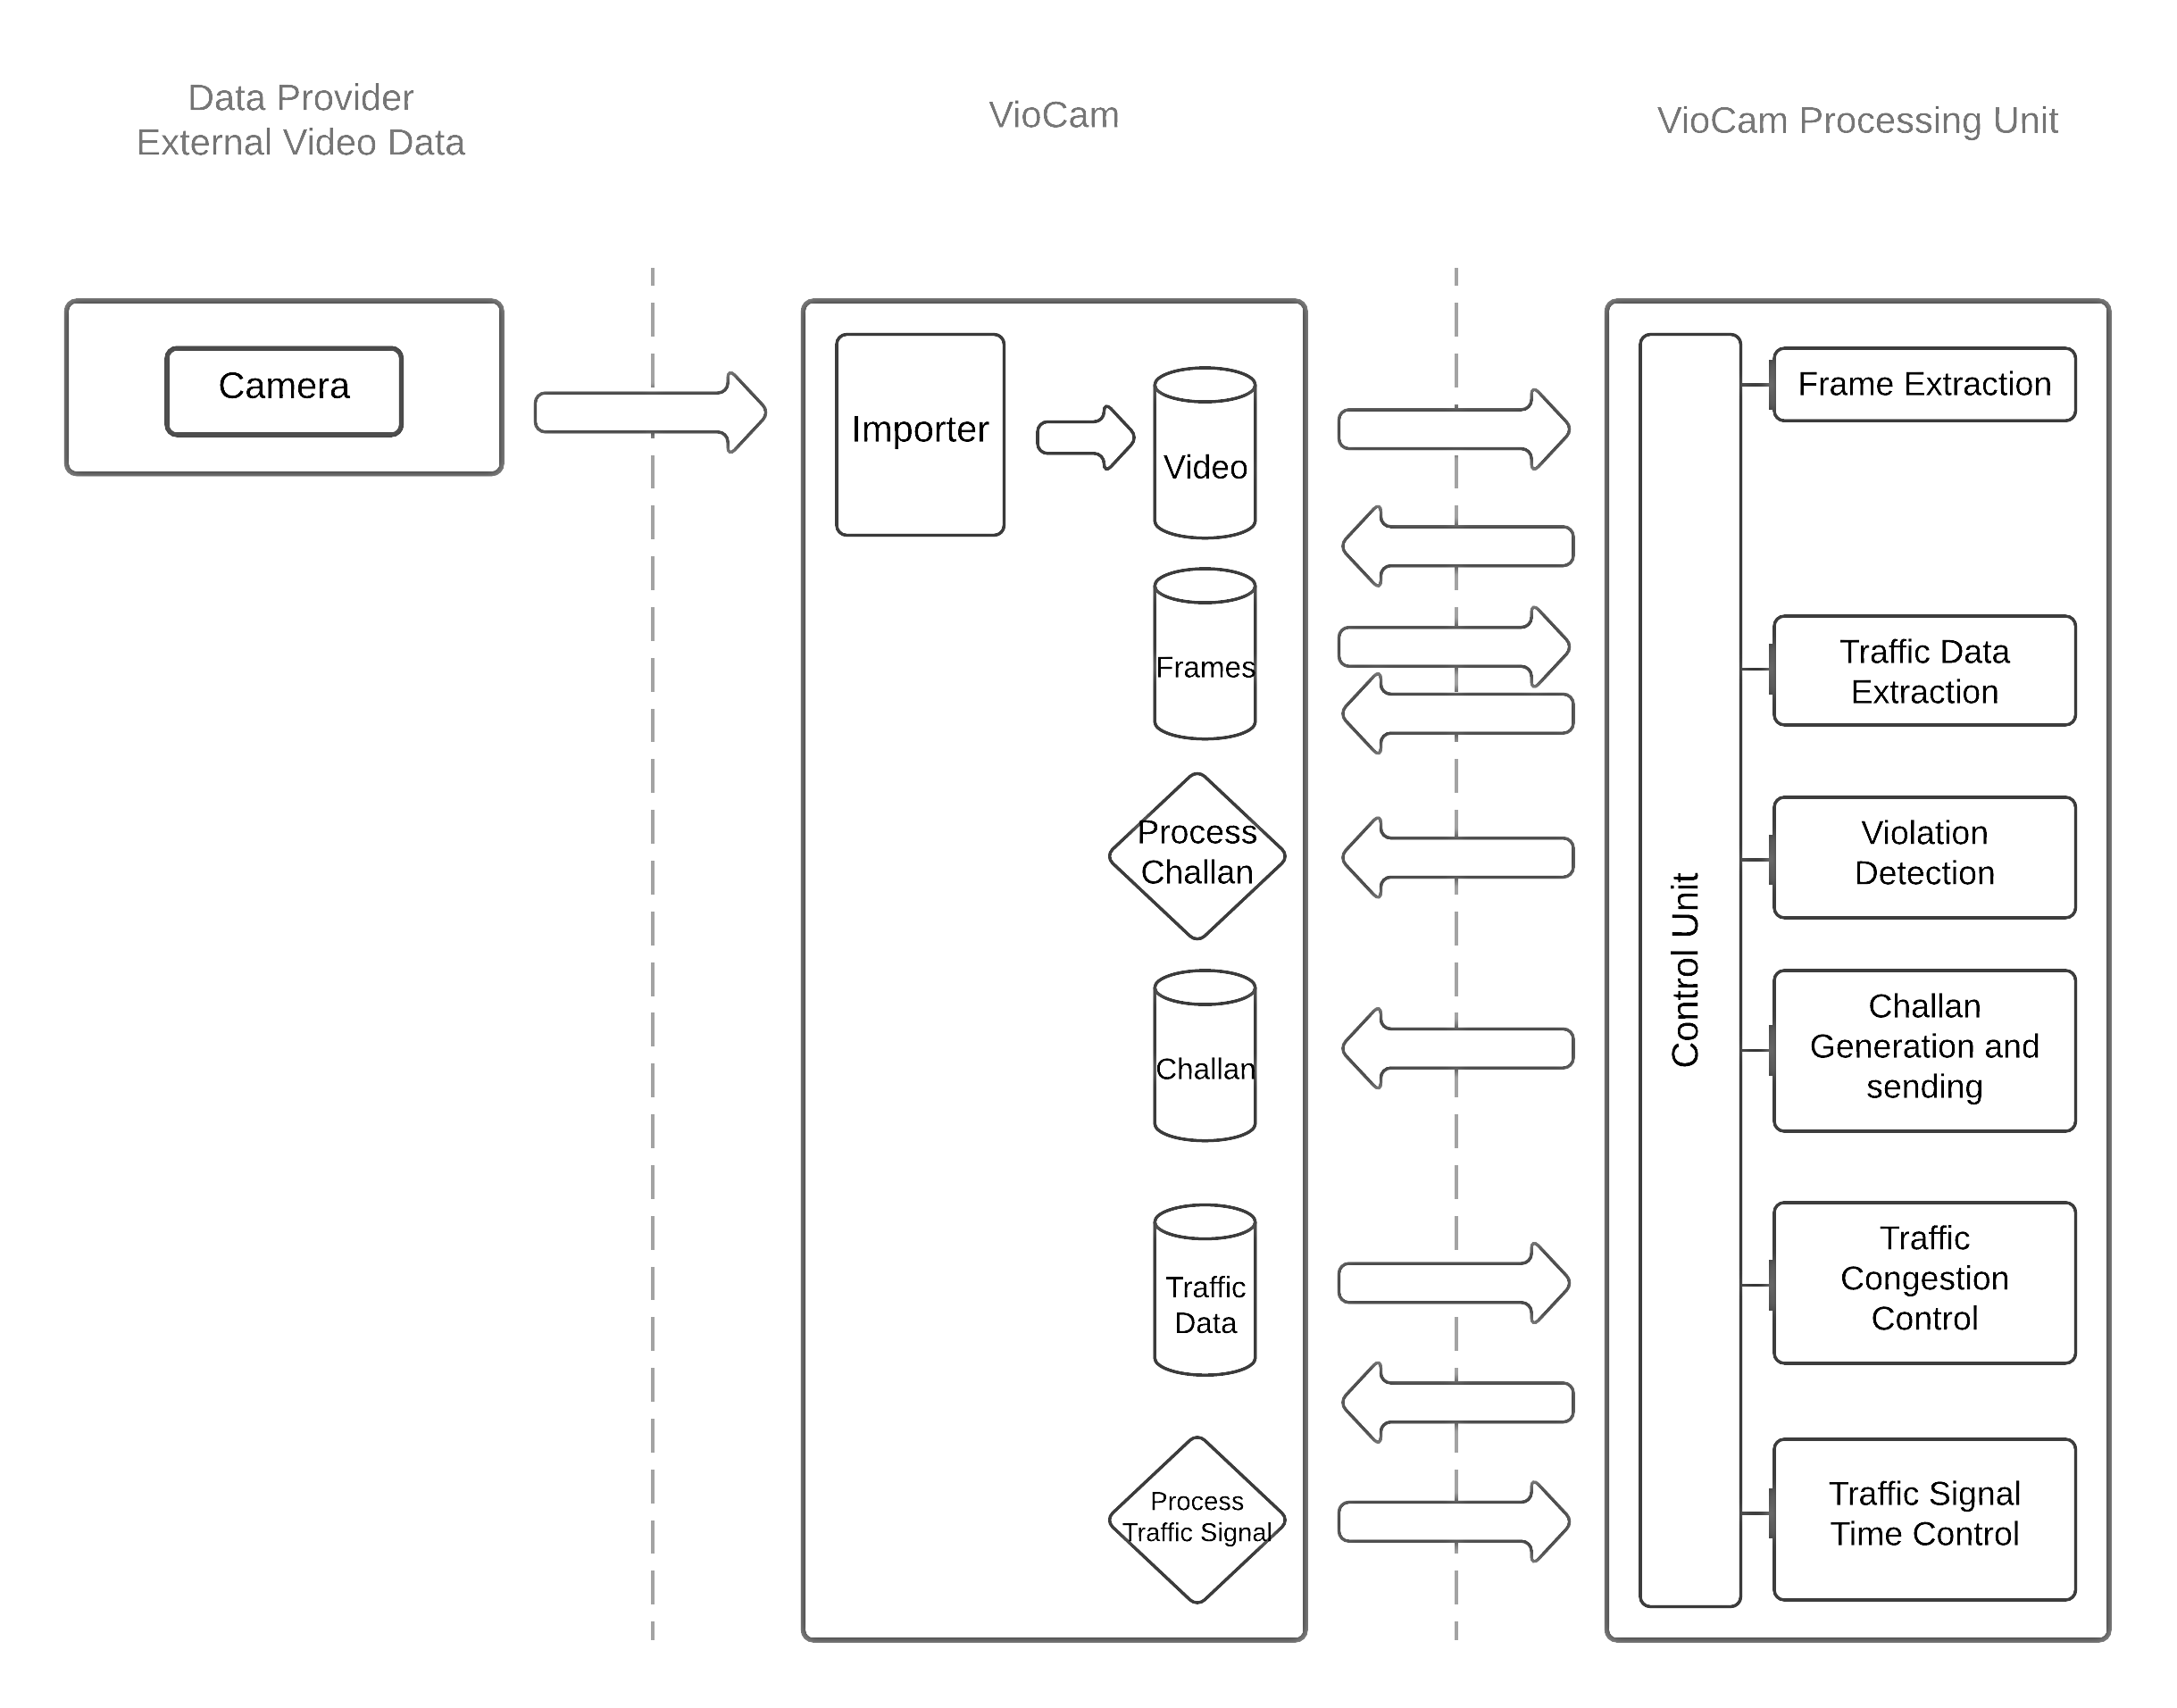 Data Provider
External Video Data
VioCam
VioCam Processing Unit
Camera
Importer
Video
Frames
Process
Challan
Challan
Traffic
Data
Process
Traffic Signal
Control Unit
Frame Extraction
Traffic Data
Extraction
Violation
Detection
Challan
Generation and
sending
Traffic
Congestion
Control
Traffic Signal
Time Control